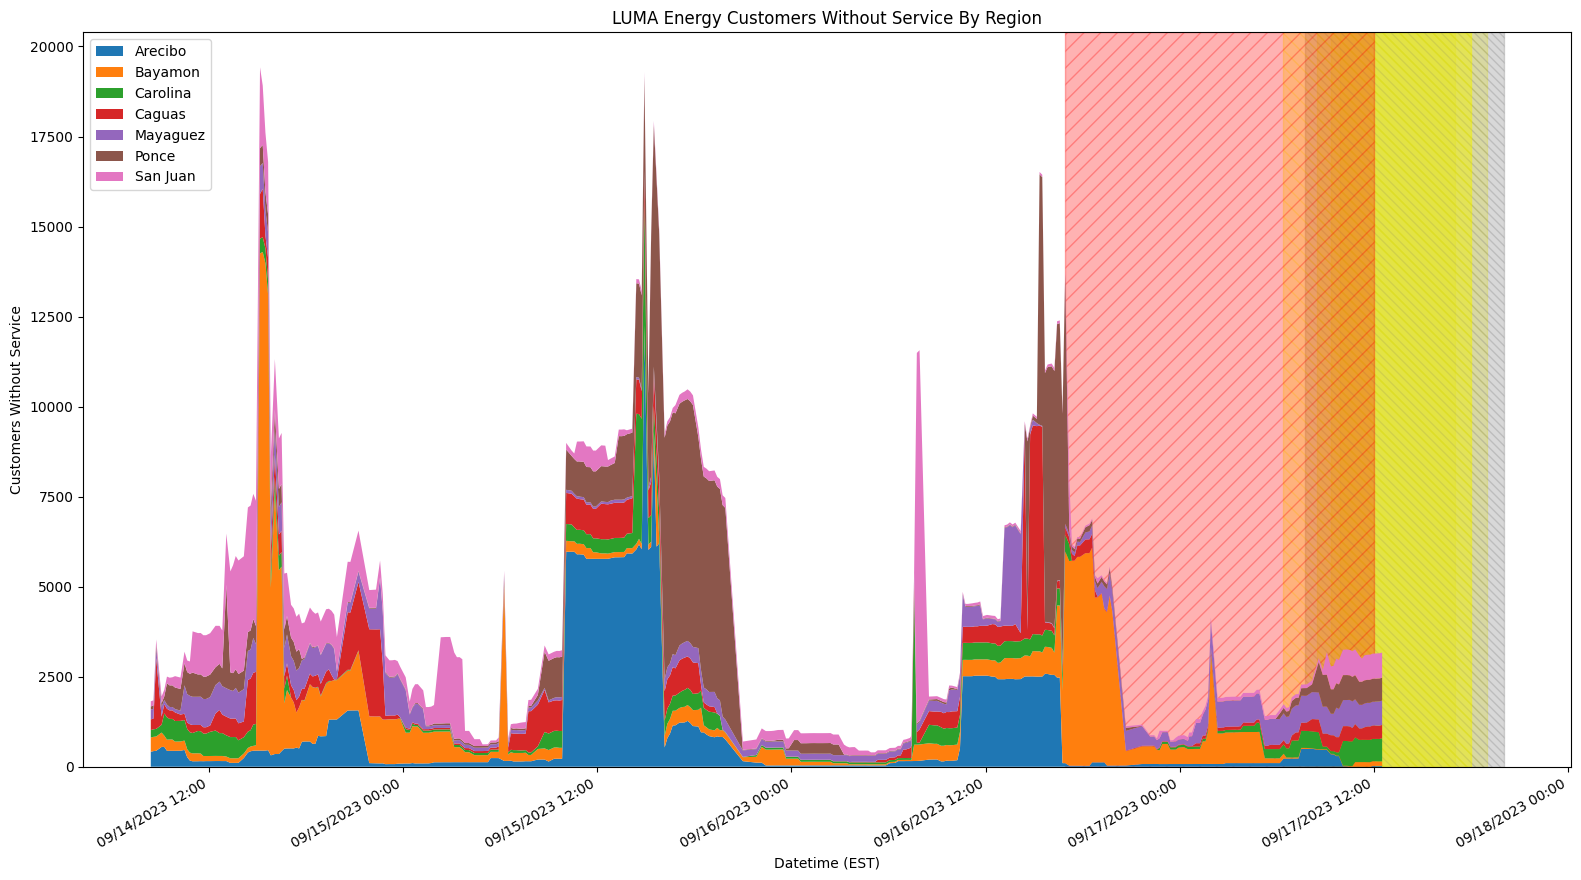 LUMA Energy Customers Without Service By Region
Arecibo
Bayamon
Carolina
Caguas
Mayaguez
Ponce
San Juan
20000
17500
15000
12500
10000
7500
5000
2500
0
Customers Without Service
09/14/2023 12:00
09/15/2023 00:00
09/15/2023 12:00
09/16/2023 00:00
09/16/2023 12:00
09/17/2023 00:00
09/17/2023 12:00
09/18/2023 00:00
Datetime (EST)